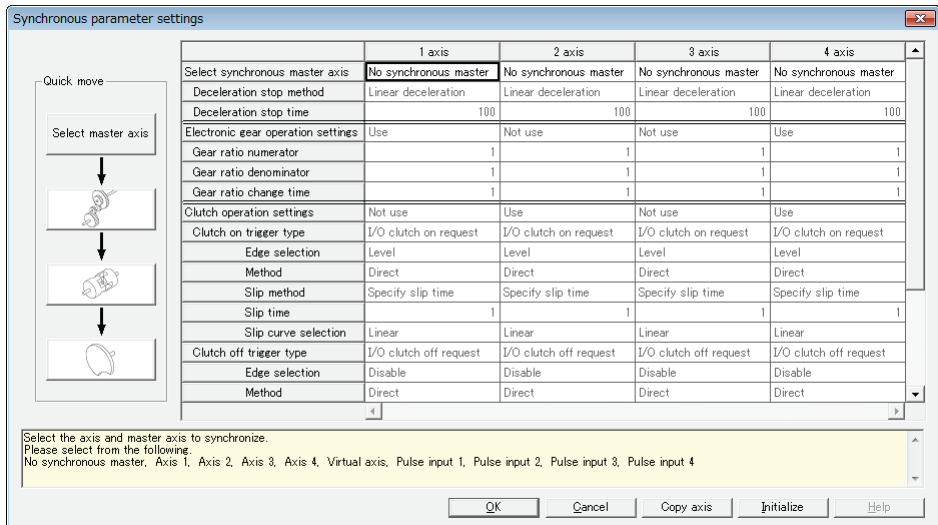 Synchronous parameter settings
Quick move
Select master axis
1 axis 2 axis 3 axis 4 axis
Select synchronous master axis No synchronous master No synchronous master No synchronous master No synchronous master
Deceleration stop method Linear deceleration Linear deceleration Linear deceleration Linear deceleration
Deceleration stop time 100 100 100 100
Electronic gear operation settings Use Not use Not use Use
Gear ratio numerator 1 1 1 1
Gear ratio denominator 1 1 1 1
Gear ratio change time 1 1 1 1
Clutch operation settings Not use Use Not use Use
Clutch on trigger type I/O clutch on request I/O clutch on request I/O clutch on request I/O clutch on request
Edge selection Level Level Level Level
Method Direct Direct Direct Direct
Slip method Specify slip time Specify slip time Specify slip time Specify slip time
Slip time 1 1 1 1
Slip curve selection Linear Linear Linear Linear
Clutch off trigger type I/O clutch off request I/O clutch off request I/O clutch off request I/O clutch off request
Edge selection Disable Disable Disable Disable
Method Direct Direct Direct Direct
Select the axis and master axis to synchronize.
Please select from the following.
No synchronous master, Axis 1, Axis 2, Axis 3, Axis 4, Virtual axis, Pulse input 1, Pulse input 2, Pulse input 3, Pulse input 4
OK Cancel Copy axis Initialize Help